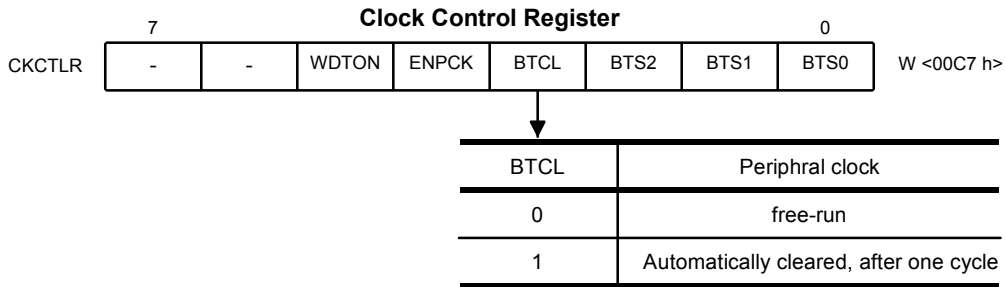 Clock Control Register
7 0
CKCTLR - - WDTON ENPCK BTCL BTS2 BTS1 BTS0 W <00C7 h>
BTCL Periphral clock
0 free-run
1 Automatically cleared, after one cycle